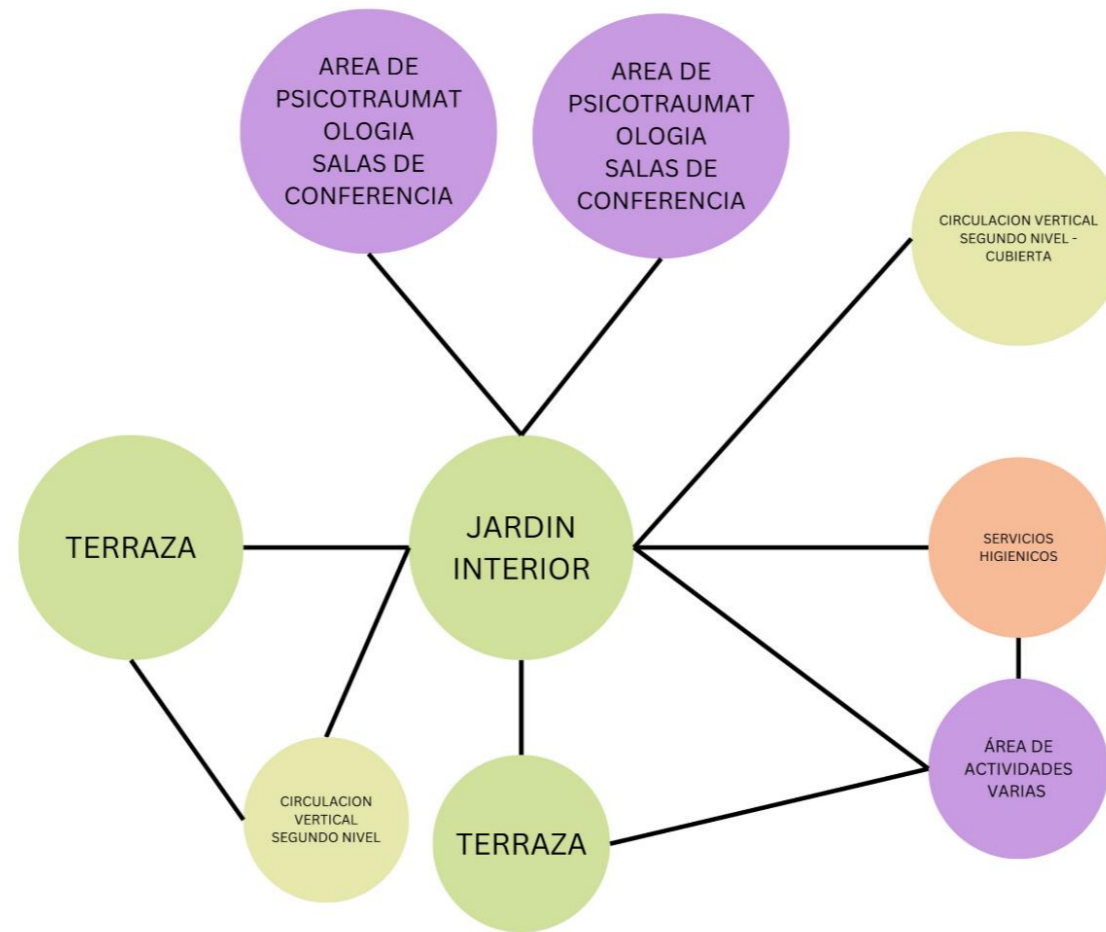 AREA DE
PSICOTRAUMAT
OLOGIA
SALAS DE
CONFERENCIA
AREA DE
PSICOTRAUMAT
OLOGIA
SALAS DE
CONFERENCIA
CIRCULACION VERTICAL
SEGUNDO NIVEL -
CUBIERTA
TERRAZA
JARDIN
INTERIOR
SERVICIOS
HIGIENICOS
CIRCULACION
VERTICAL
SEGUNDO NIVEL
TERRAZA
ÁREA DE
ACTIVIDADES
VARIAS